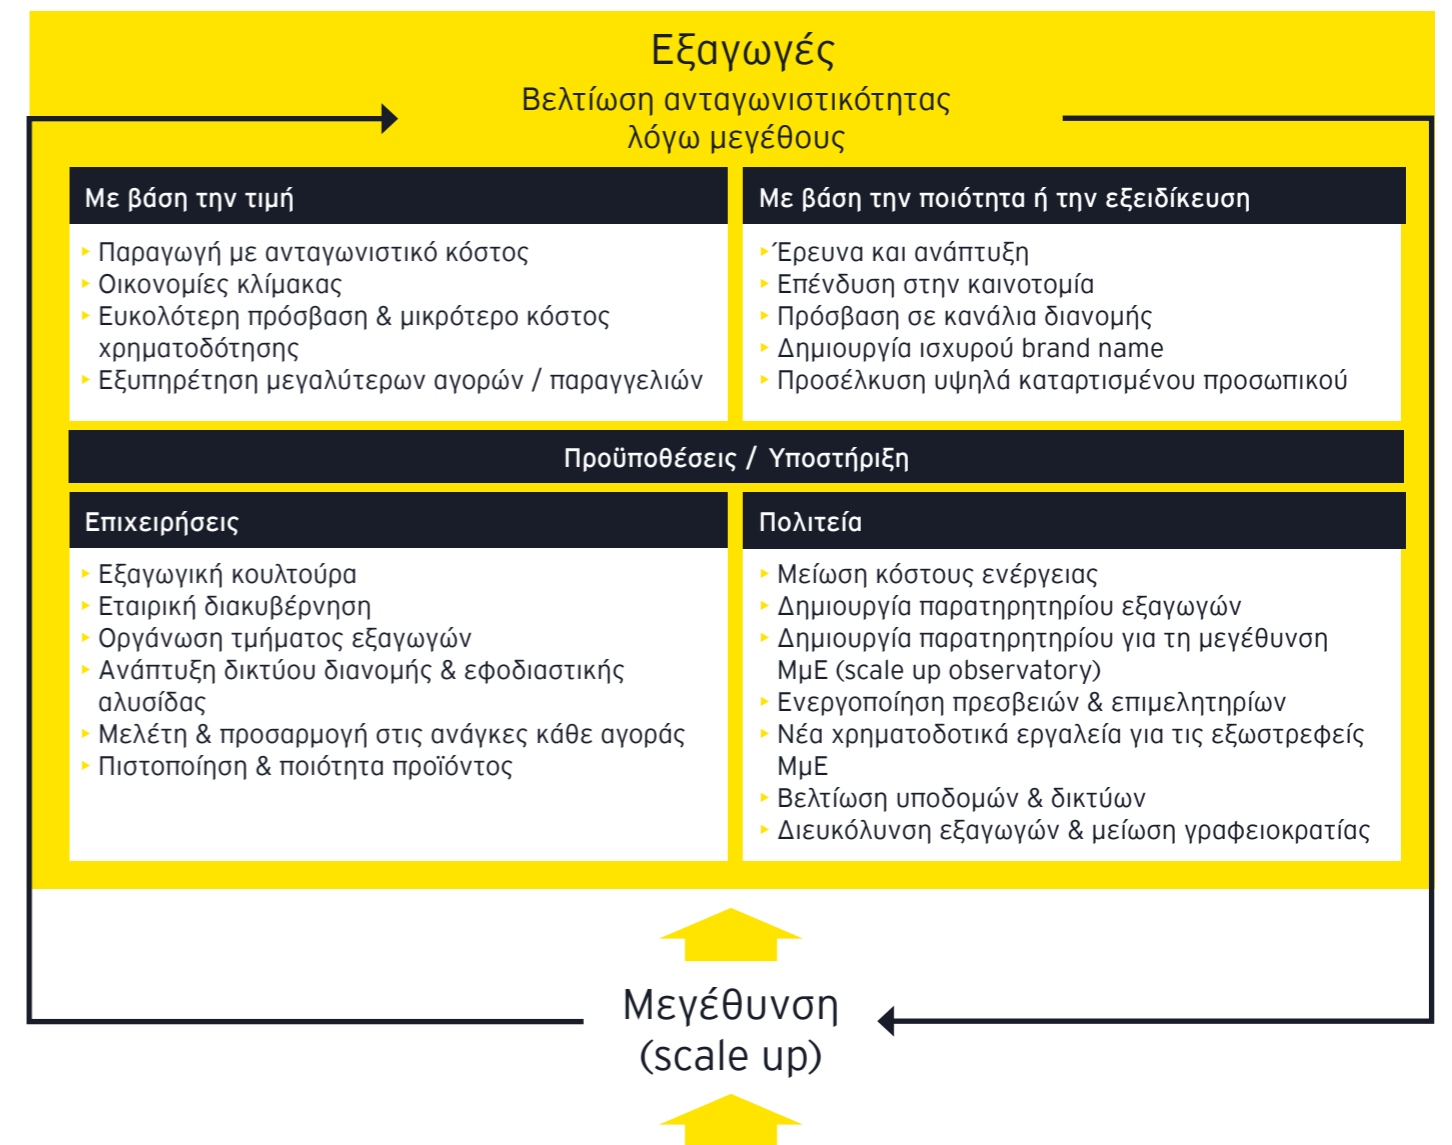 Εξαγωγές
Βελτίωση ανταγωνιστικότητας
λόγω μεγέθους
Με βάση την τιμή
‣ Παραγωγή με ανταγωνιστικό κόστος
‣ Οικονομίες κλίμακας
‣ Ευκολότερη πρόσβαση & μικρότερο κόστος
χρηματοδότησης
‣ Εξυπηρέτηση μεγαλύτερων αγορών / παραγγελιών
Με βάση την ποιότητα ή την εξειδίκευση
‣ Έρευνα και ανάπτυξη
‣ Επένδυση στην καινοτομία
‣ Πρόσβαση σε κανάλια διανομής
‣ Δημιουργία ισχυρού brand name
‣ Προσέλκυση υψηλά καταρτισμένου προσωπικού
Προϋποθέσεις / Υποστήριξη
Επιχειρήσεις
‣ Εξαγωγική κουλτούρα
‣ Εταιρική διακυβέρνηση
‣ Οργάνωση τμήματος εξαγωγών
‣ Ανάπτυξη δικτύου διανομής & εφοδιαστικής
αλυσίδας
‣ Μελέτη & προσαρμογή στις ανάγκες κάθε αγοράς
‣ Πιστοποίηση & ποιότητα προϊόντος
Πολιτεία
‣ Μείωση κόστους ενέργειας
‣ Δημιουργία παρατηρητηρίου εξαγωγών
‣ Δημιουργία παρατηρητηρίου για τη μεγέθυνση
ΜμΕ (scale up observatory)
‣ Ενεργοποίηση πρεσβειών & επιμελητηρίων
‣ Νέα χρηματοδοτικά εργαλεία για τις εξωστρεφείς
ΜμΕ
‣ Βελτίωση υποδομών & δικτύων
‣ Διευκόλυνση εξαγωγών & μείωση γραφειοκρατίας
Μεγέθυνση
(scale up)